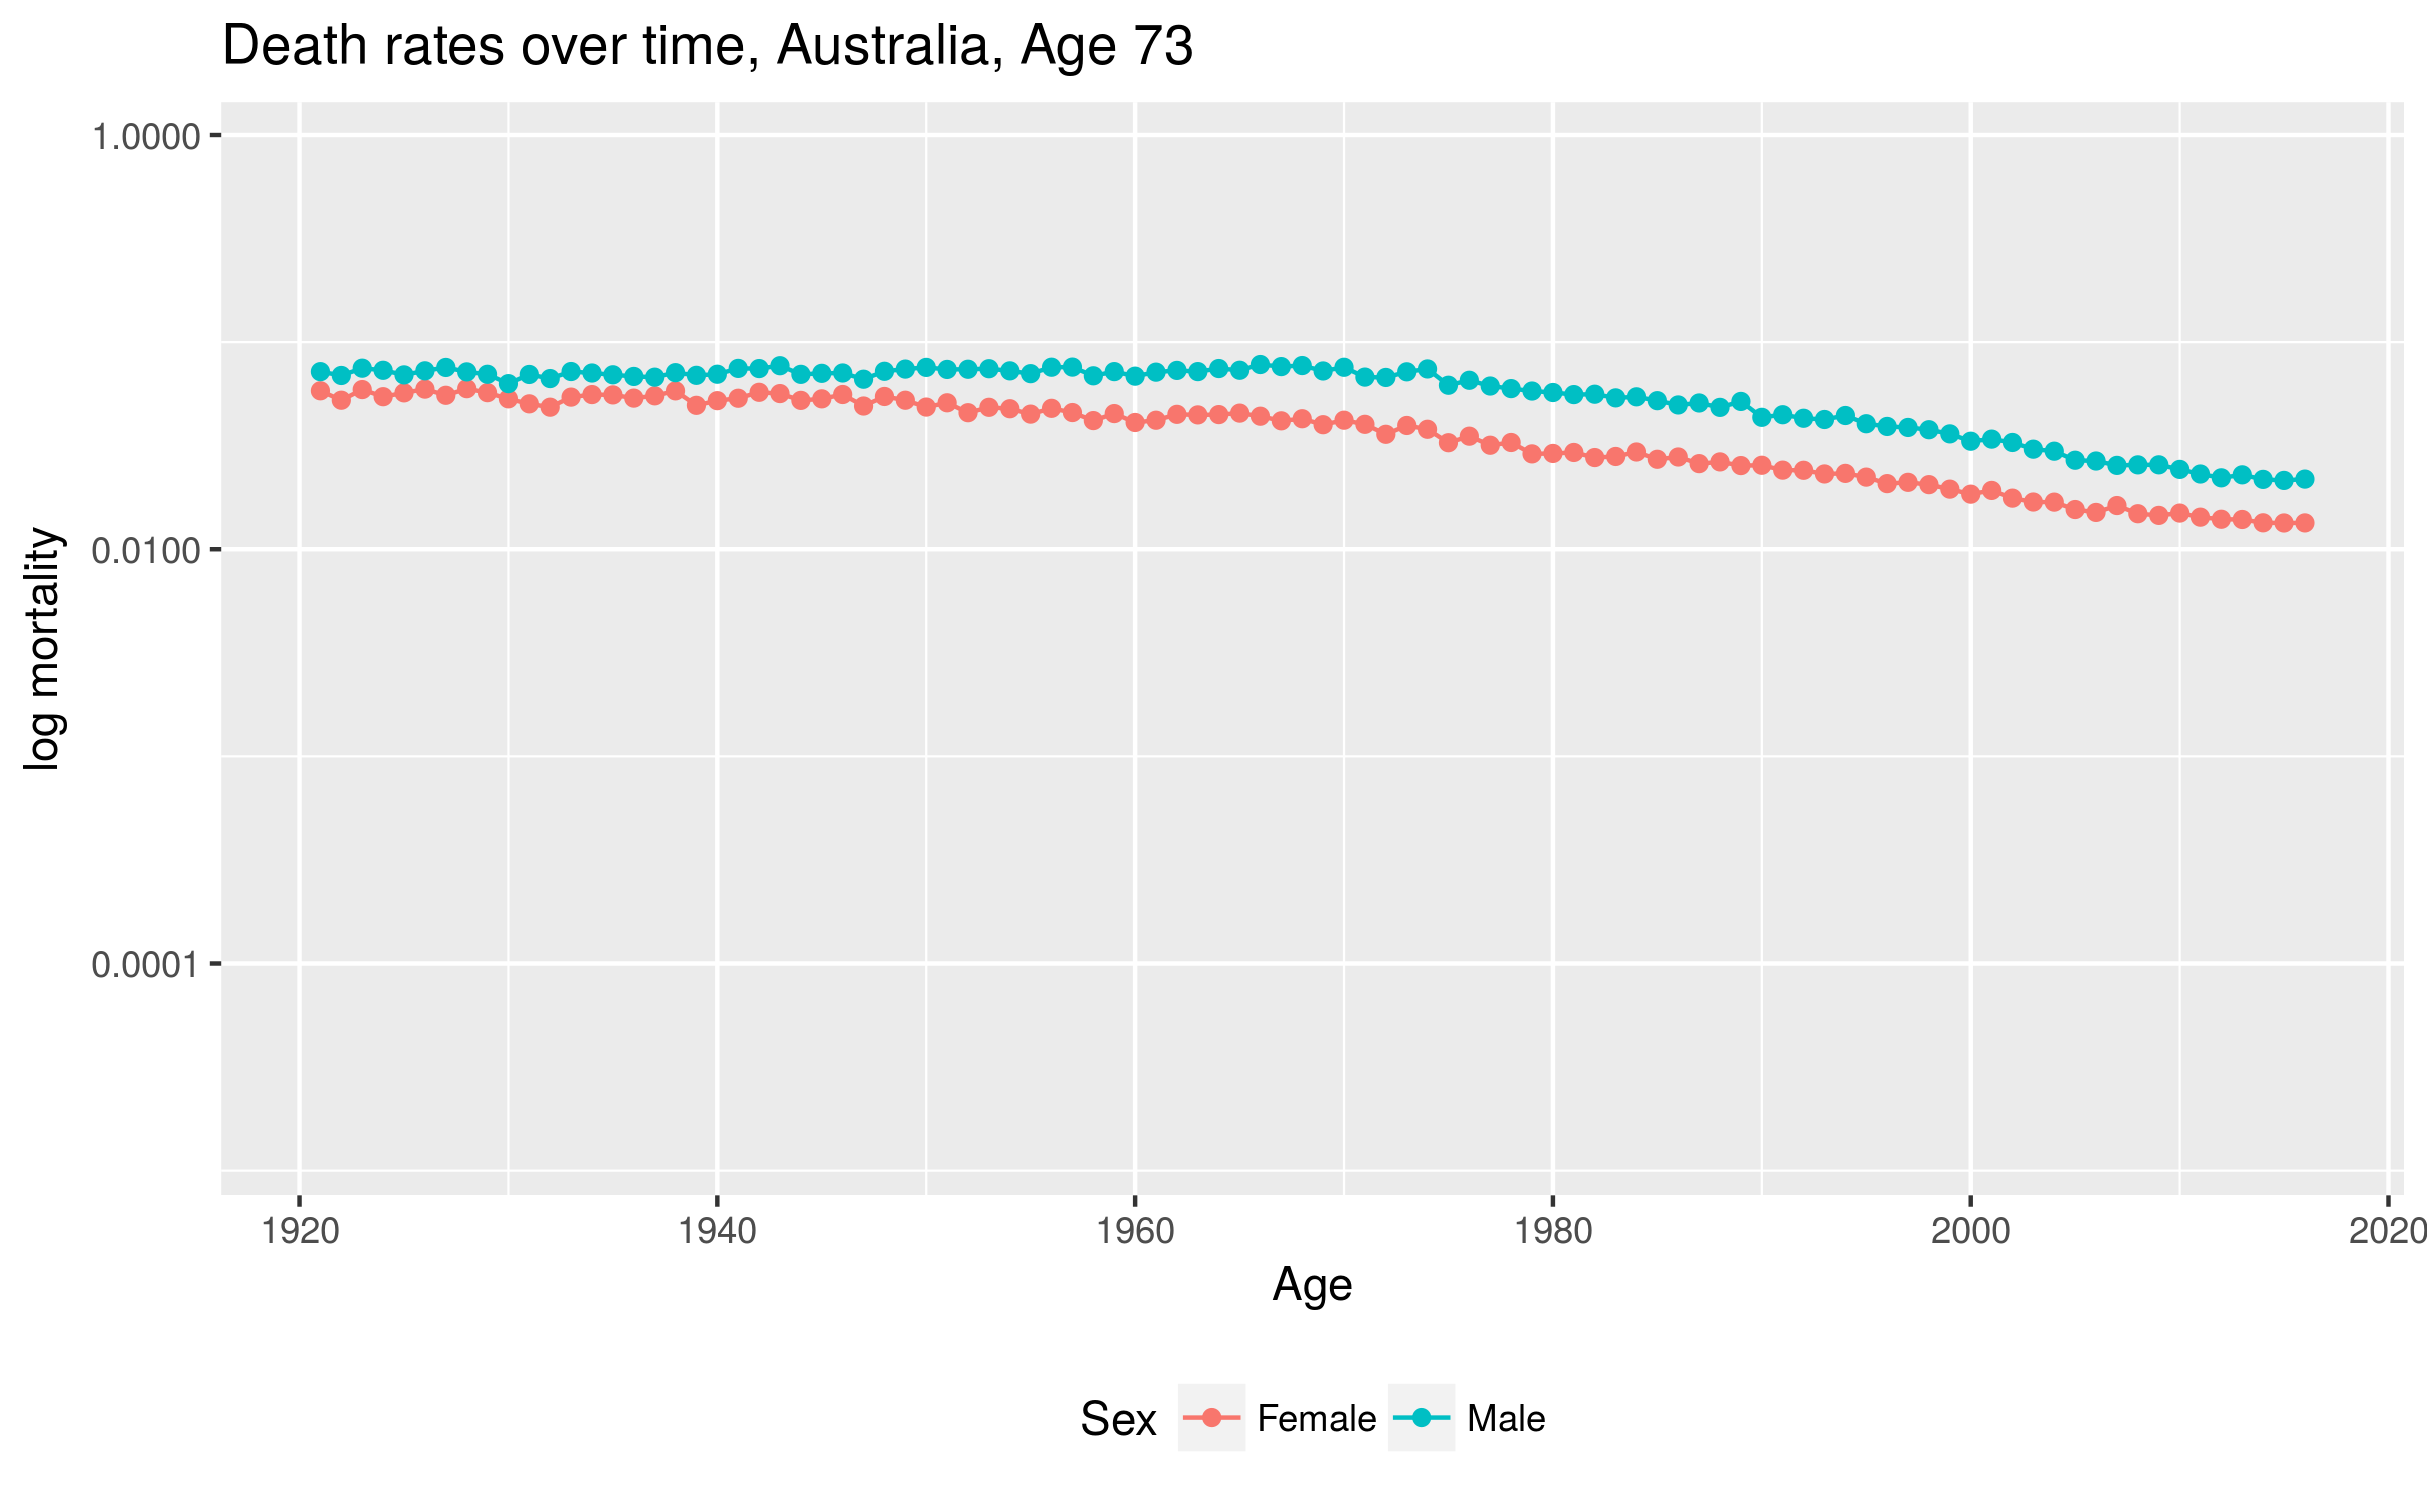 Death rates over time, Australia, Age 73
1.0000
0.0100
0.0001
log mortality
1920 1940 1960 1980 2000 2020
Age
Sex Female Male